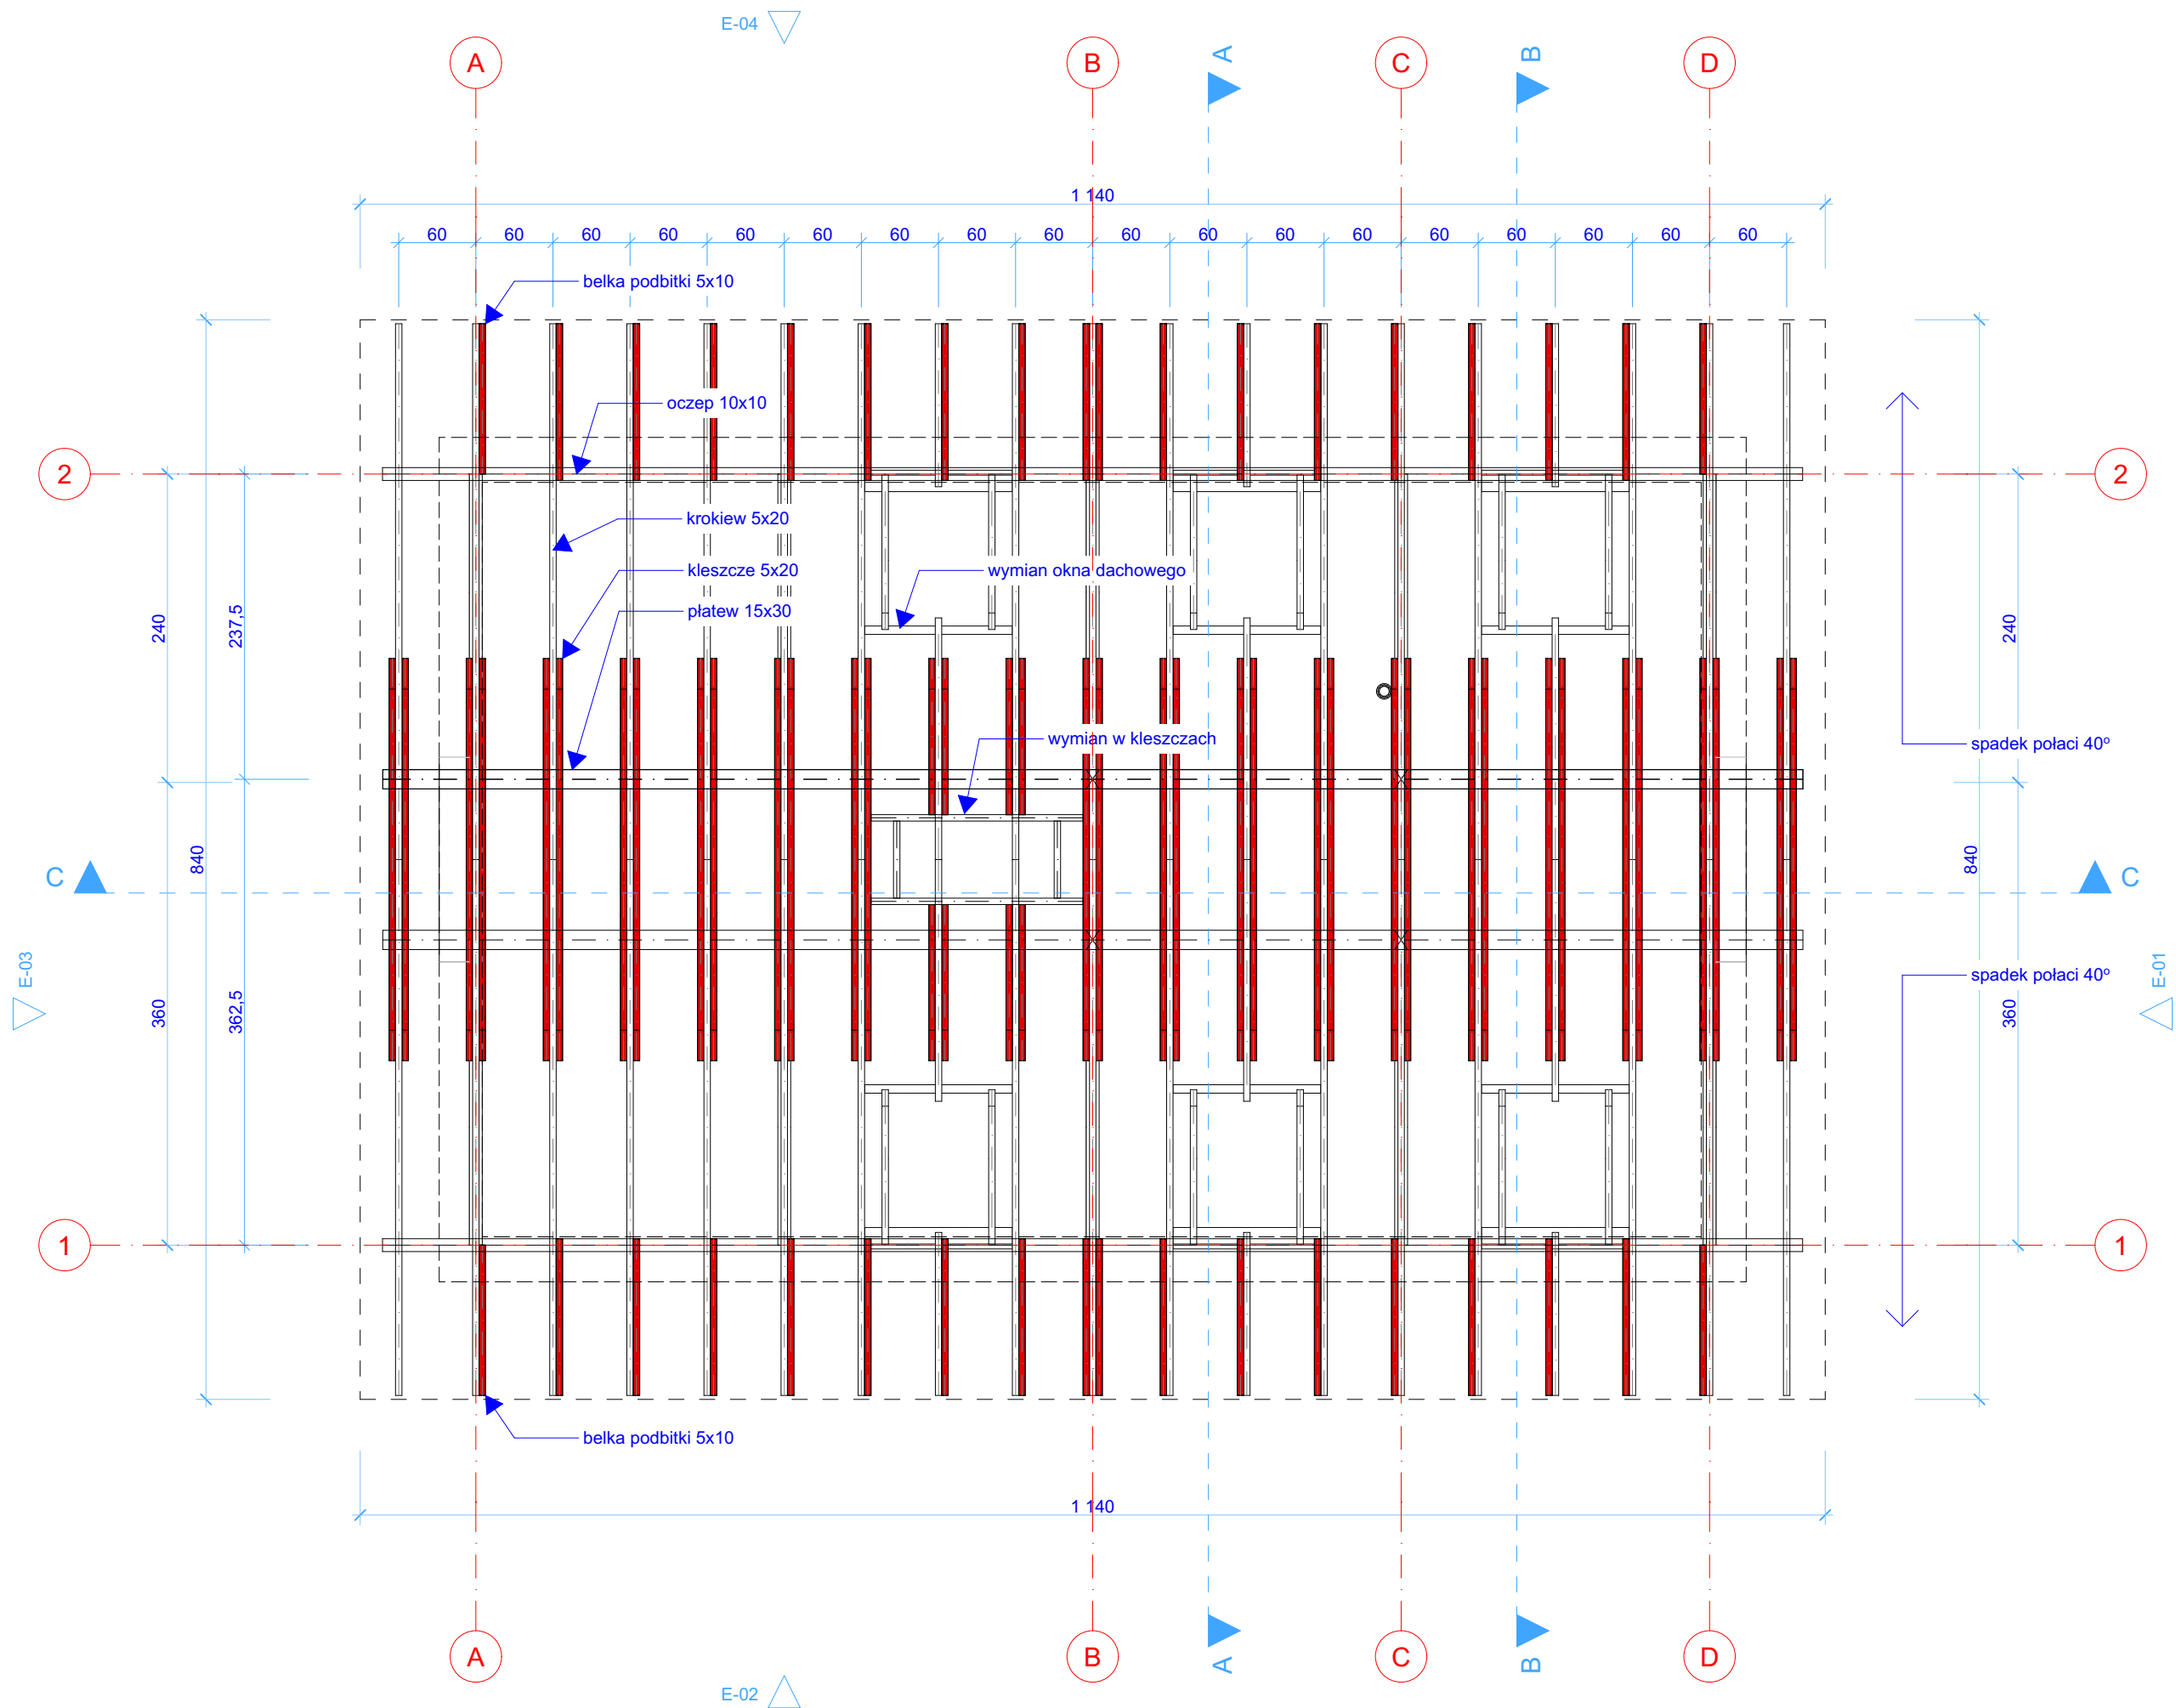 E-04
A
B
A
C
B
D
1 140
60 60 60 60 60 60 60 60 60 60 60 60 60 60 60 60 60 60
belka podbitki 5x10
oczep 10x10
2
2
krokiew 5x20
kleszcze 5x20
wymian okna dachowego
płatew 15x30
240
237,5
240
wymian w kleszczach
spadek połaci 40º
840
840
C
C
E-03
E-01
spadek połaci 40º
360
362,5
360
1
1
belka podbitki 5x10
1 140
A
B
A
C
B
D
E-02